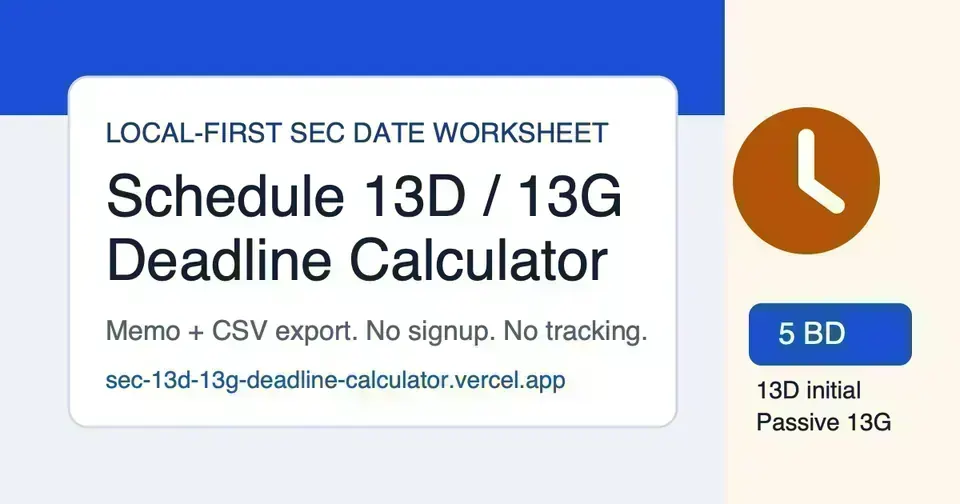 LOCAL-FIRST SEC DATE WORKSHEET
Schedule 13D / 13G
Deadline Calculator
Memo + CSV export. No signup. No tracking.
sec-13d-13g-deadline-calculator.vercel.app
5 BD
13D initial
Passive 13G